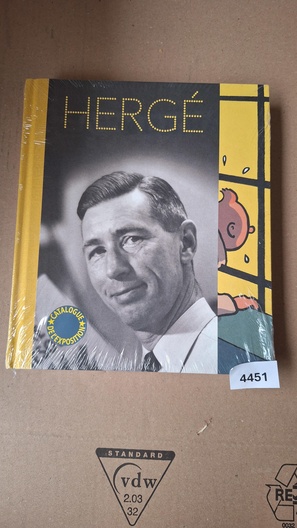 HERGÉ
CATALOGUE
DE L'EXPOSITION
4451
STANDARD
vdw
2.03
32